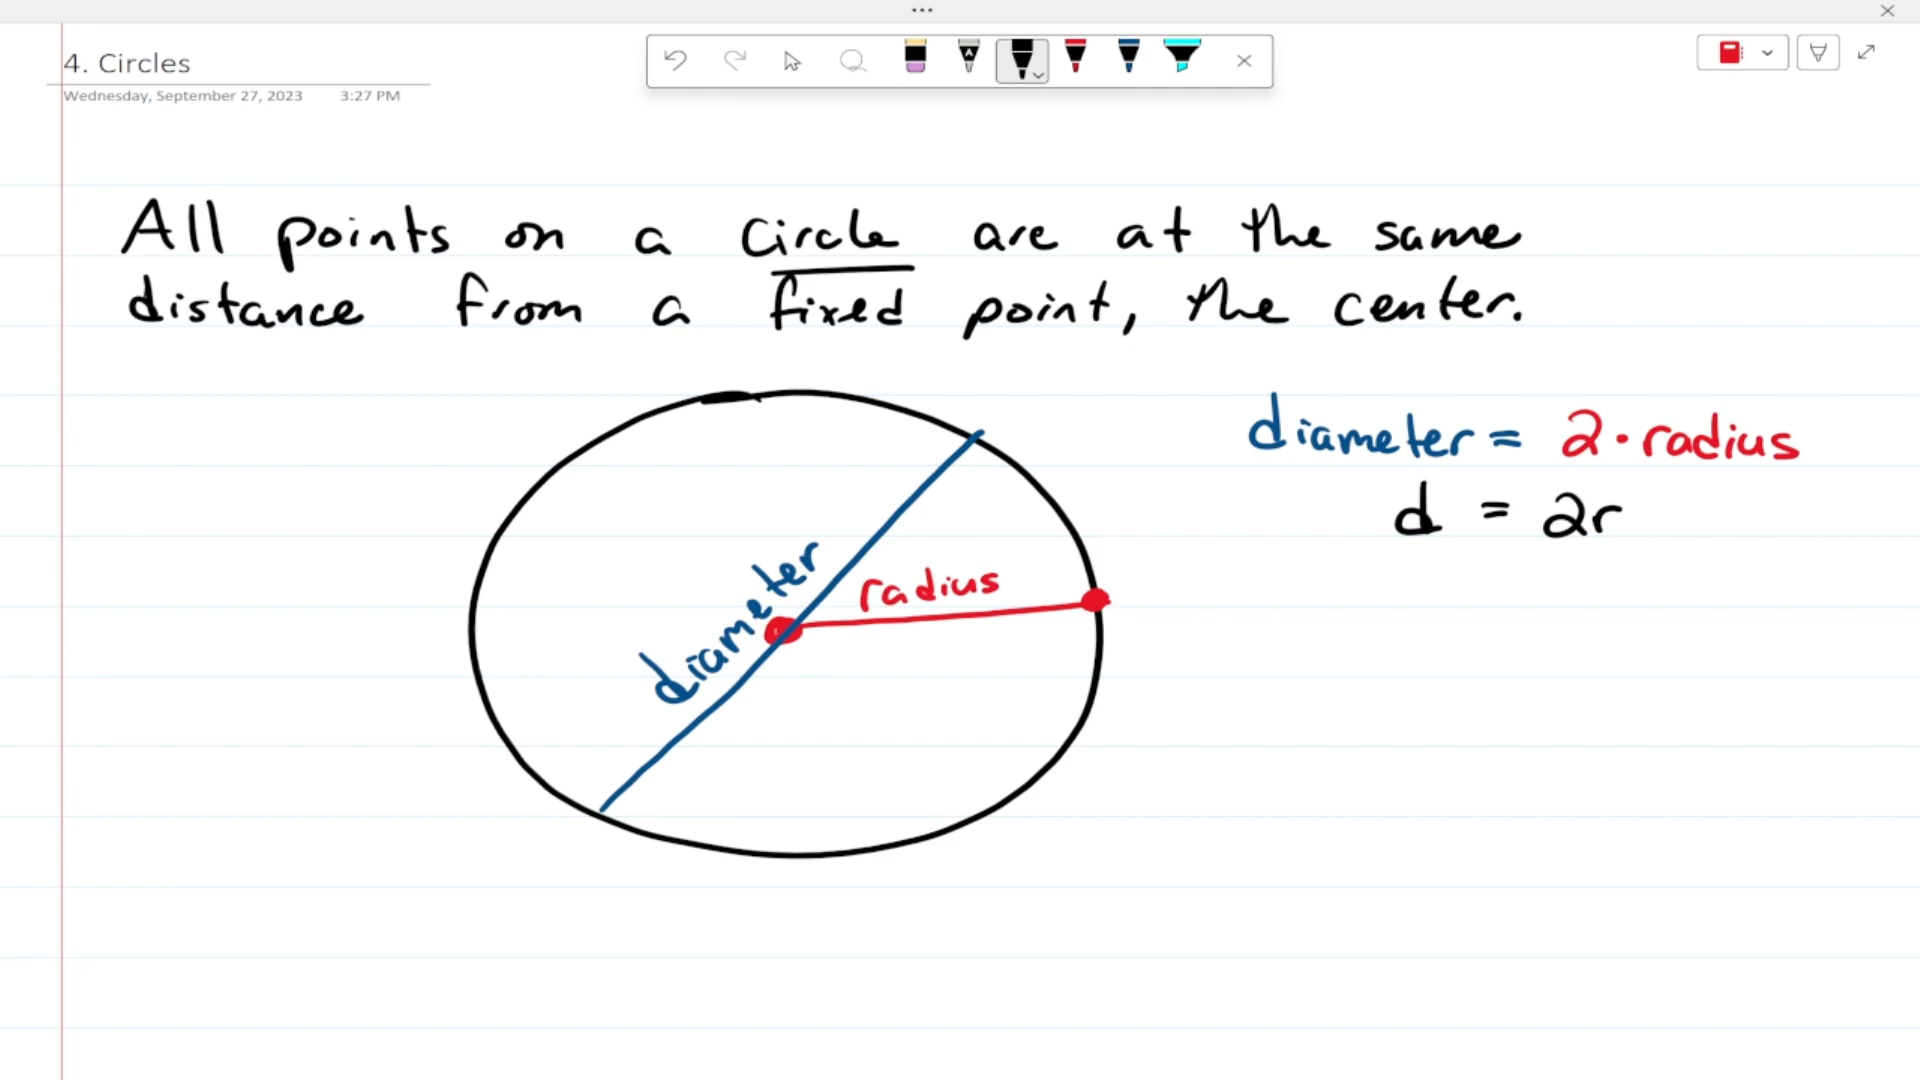 4. Circles
Wednesday, September 27, 2023 3:27 PM
All points on a circle are at the same
distance from a fixed point, the center.
diameter = 2 · radius
d = 2r
diameter
radius